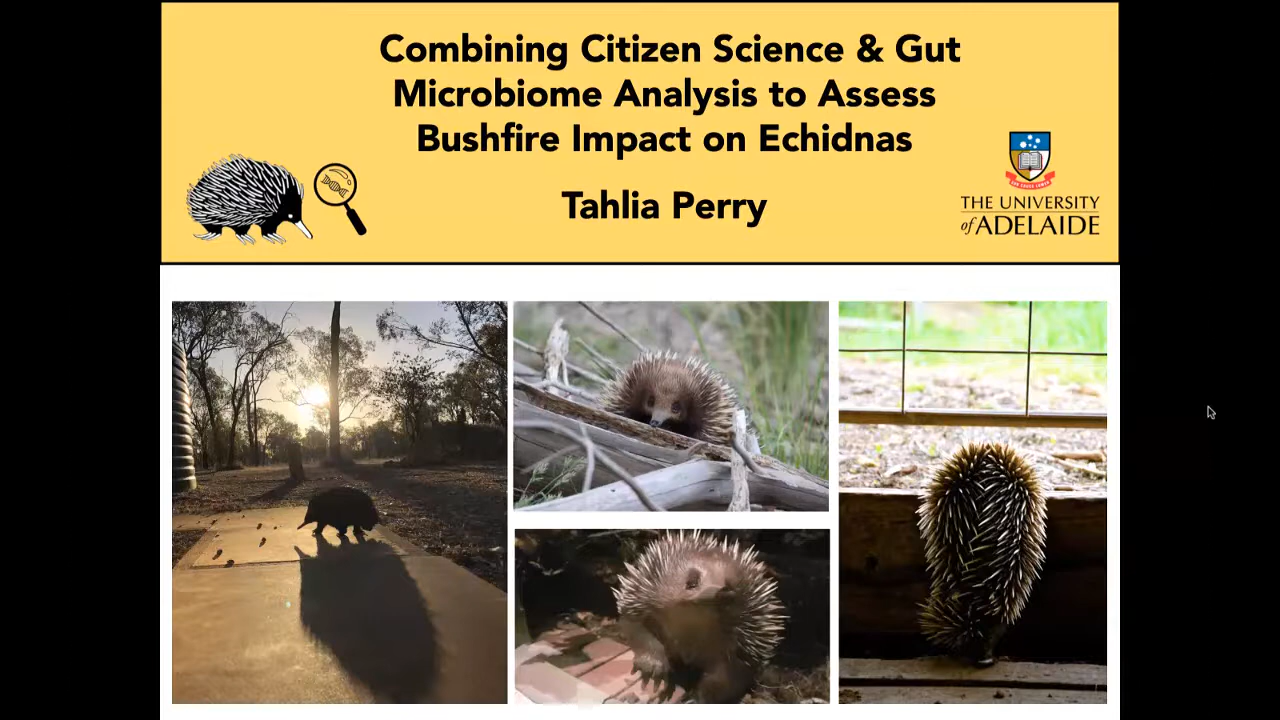 Combining Citizen Science & Gut
Microbiome Analysis to Assess
Bushfire Impact on Echidnas
Tahlia Perry
THE UNIVERSITY
of ADELAIDE